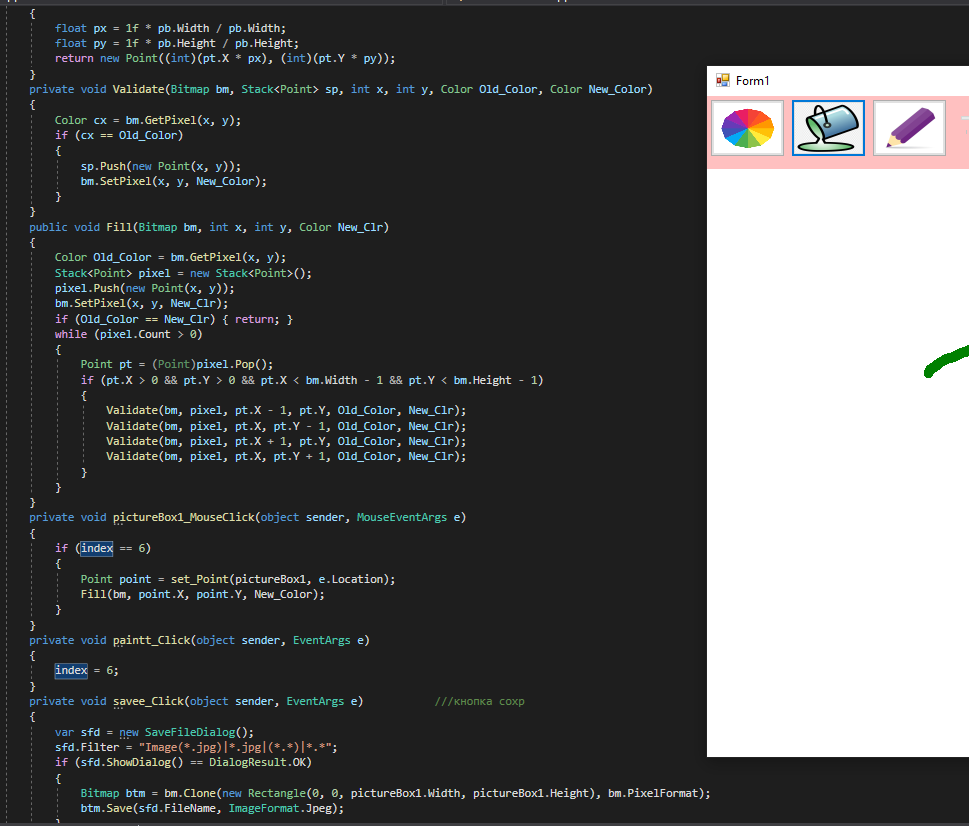 {
float px = 1f * pb.Width / pb.Width;
float py = 1f * pb.Height / pb.Height;
return new Point((int)(pt.X * px), (int)(pt.Y * py));
}
private void Validate(Bitmap bm, Stack<Point> sp, int x, int y, Color Old_Color, Color New_Color)
{
Color cx = bm.GetPixel(x, y);
if (cx == Old_Color)
{
sp.Push(new Point(x, y));
bm.SetPixel(x, y, New_Color);
}
}
public void Fill(Bitmap bm, int x, int y, Color New_Clr)
{
Color Old_Color = bm.GetPixel(x, y);
Stack<Point> pixel = new Stack<Point>();
pixel.Push(new Point(x, y));
bm.SetPixel(x, y, New_Clr);
if (Old_Color == New_Clr) { return; }
while (pixel.Count > 0)
{
Point pt = (Point)pixel.Pop();
if (pt.X > 0 && pt.Y > 0 && pt.X < bm.Width - 1 && pt.Y < bm.Height - 1)
{
Validate(bm, pixel, pt.X - 1, pt.Y, Old_Color, New_Clr);
Validate(bm, pixel, pt.X, pt.Y - 1, Old_Color, New_Clr);
Validate(bm, pixel, pt.X + 1, pt.Y, Old_Color, New_Clr);
Validate(bm, pixel, pt.X, pt.Y + 1, Old_Color, New_Clr);
}
}
}
private void pictureBox1_MouseClick(object sender, MouseEventArgs e)
{
if (index == 6)
{
Point point = set_Point(pictureBox1, e.Location);
Fill(bm, point.X, point.Y, New_Color);
}
}
private void paintt_Click(object sender, EventArgs e)
{
index = 6;
}
private void savee_Click(object sender, EventArgs e) ///кнопка сохр
{
var sfd = new SaveFileDialog();
sfd.Filter = "Image(*.jpg)|*.jpg|(*.*)|*.*";
if (sfd.ShowDialog() == DialogResult.OK)
{
Bitmap btm = bm.Clone(new Rectangle(0, 0, pictureBox1.Width, pictureBox1.Height), bm.PixelFormat);
btm.Save(sfd.FileName, ImageFormat.Jpeg);
}
Form1